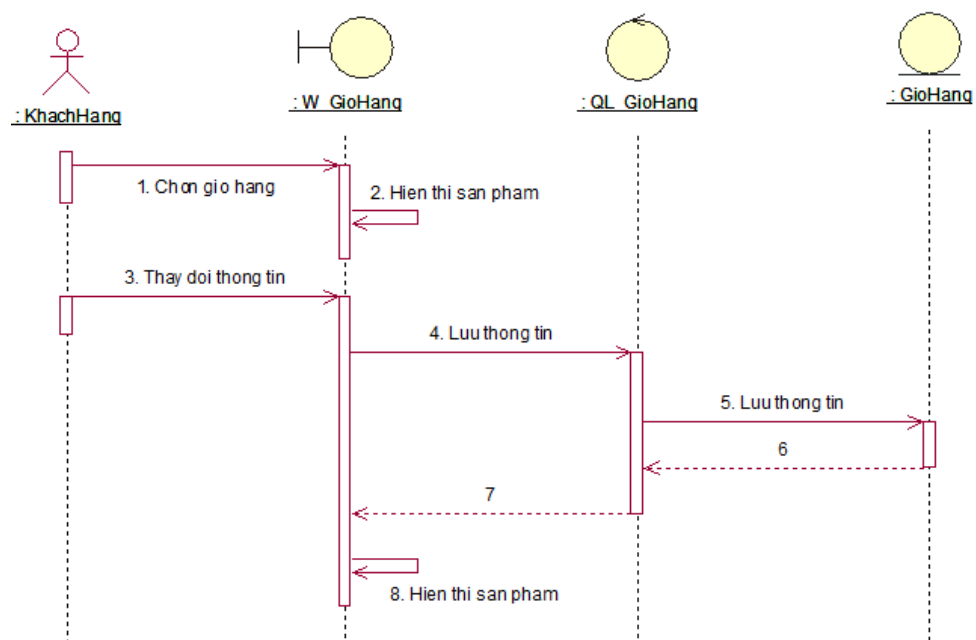 : KhachHang
: W_GioHang
: QL_GioHang
: GioHang
1. Chon gio hang
2. Hien thi san pham
3. Thay doi thong tin
4. Luu thong tin
5. Luu thong tin
6
7
8. Hien thi san pham